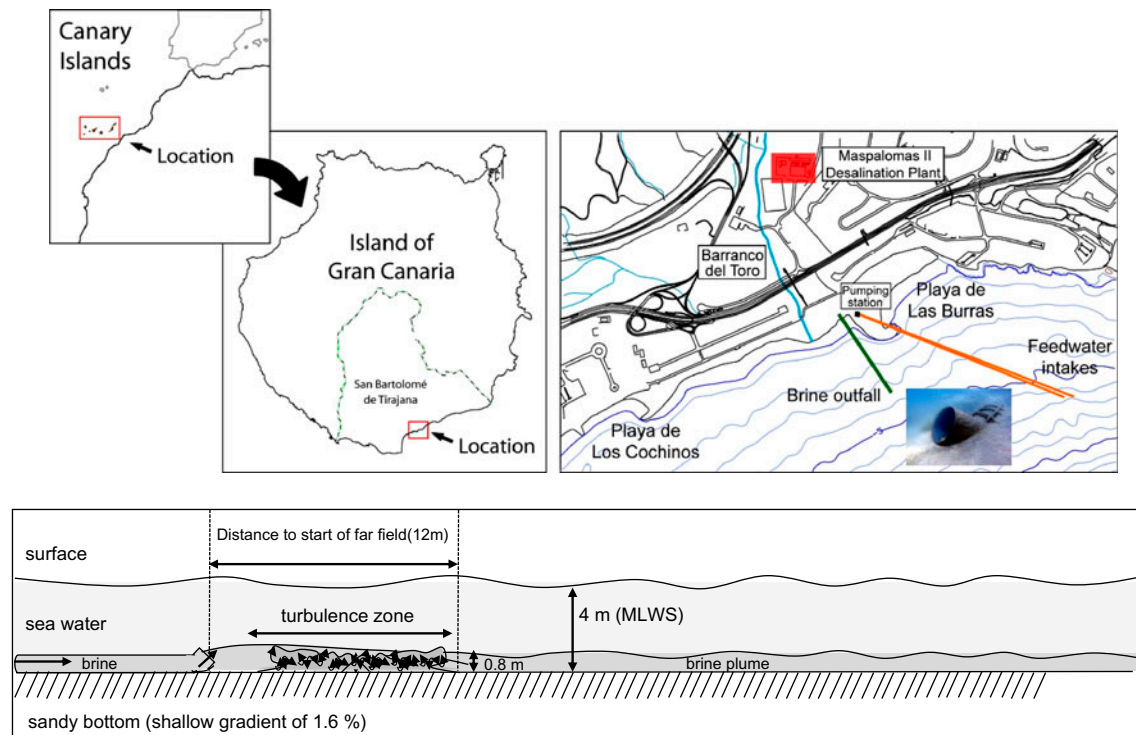 Canary
Islands
Location
Island of
Gran Canaria
San Bartolomé
de Tirajana
Location
Maspalomas II
Desalination Plant
Barranco
del Toro
Pumping
station
Playa de
Las Burras
Feedwater
intakes
Brine outfall
Playa de
Los Cochinos
Distance to start of far field(12m)
surface
4 m (MLWS)
turbulence zone
sea water
brine
0.8 m
brine plume
sandy bottom (shallow gradient of 1.6 %)